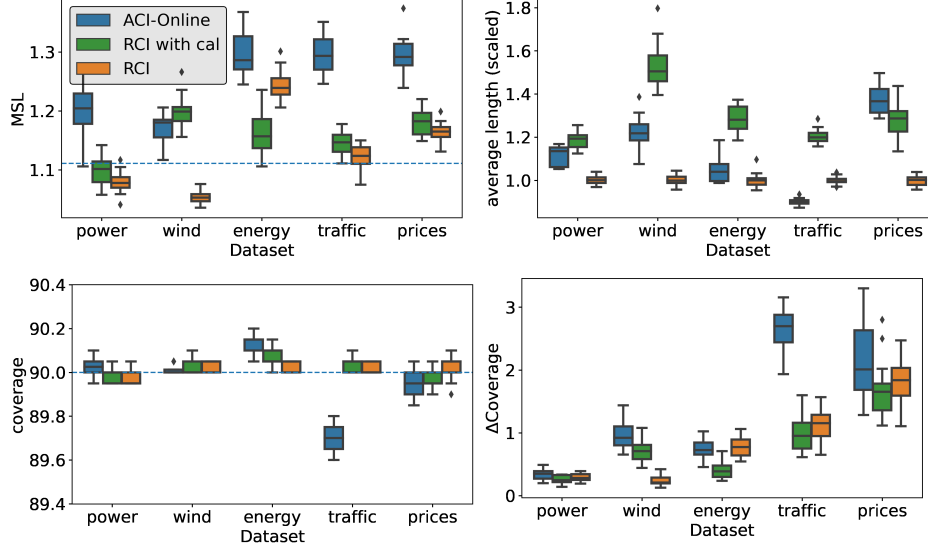 MSL
1.3
1.2
1.1
ACI-Online
RCI with cal
RCI
power wind energy traffic prices
Dataset
average length (scaled)
1.8
1.6
1.4
1.2
1.0
power wind energy traffic prices
Dataset
coverage
90.4
90.2
90.0
89.8
89.6
89.4
power wind energy traffic prices
Dataset
ΔCoverage
3
2
1
0
power wind energy traffic prices
Dataset